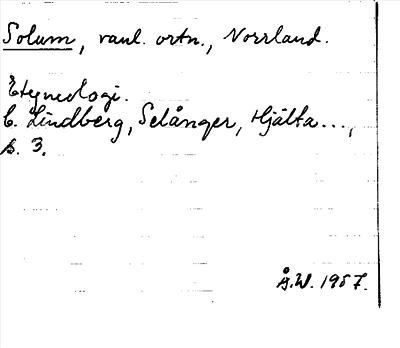 Solum, vanl. ortn., Norrland.
Etymologi.
C. Lindberg, Selånger, Hjälta...,
s. 3.
Å.W. 1957.